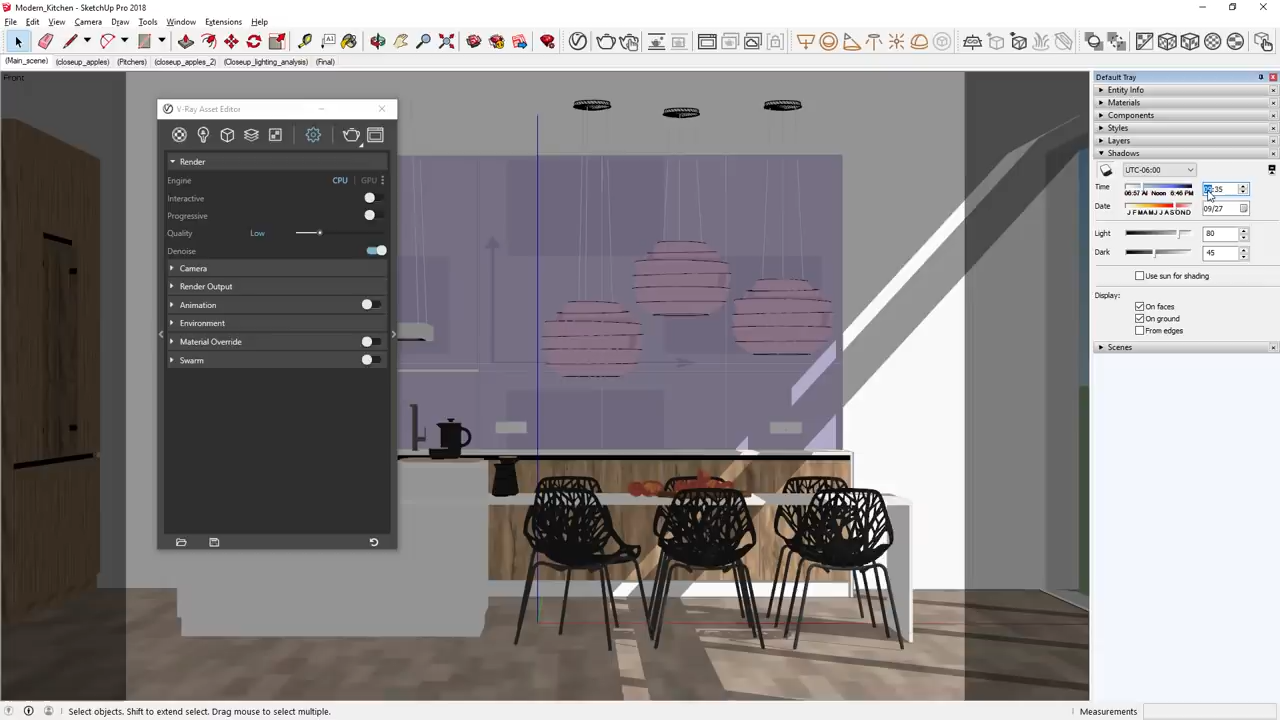 Modern_Kitchen - SketchUp Pro 2018
File Edit View Camera Draw Tools Window Extensions Help
(Main_scene) (closeup_apples) (Pitchers) (closeup_apples_2) (Closeup_lighting_analysis) (Final)
Front
V-Ray Asset Editor
Render
Engine CPU GPU
Interactive
Progressive
Quality Low
Denoise
Camera
Render Output
Animation
Environment
Material Override
Swarm
Default Tray
Entity Info
Materials
Components
Styles
Layers
Shadows
UTC-06:00
Time 06:57 AM Noon 6:46 PM :35
Date J F M A M J J A S O N D 09/27
Light 80
Dark 45
Use sun for shading
Display:
On faces
On ground
From edges
Scenes
Select objects. Shift to extend select. Drag mouse to select multiple.
Measurements